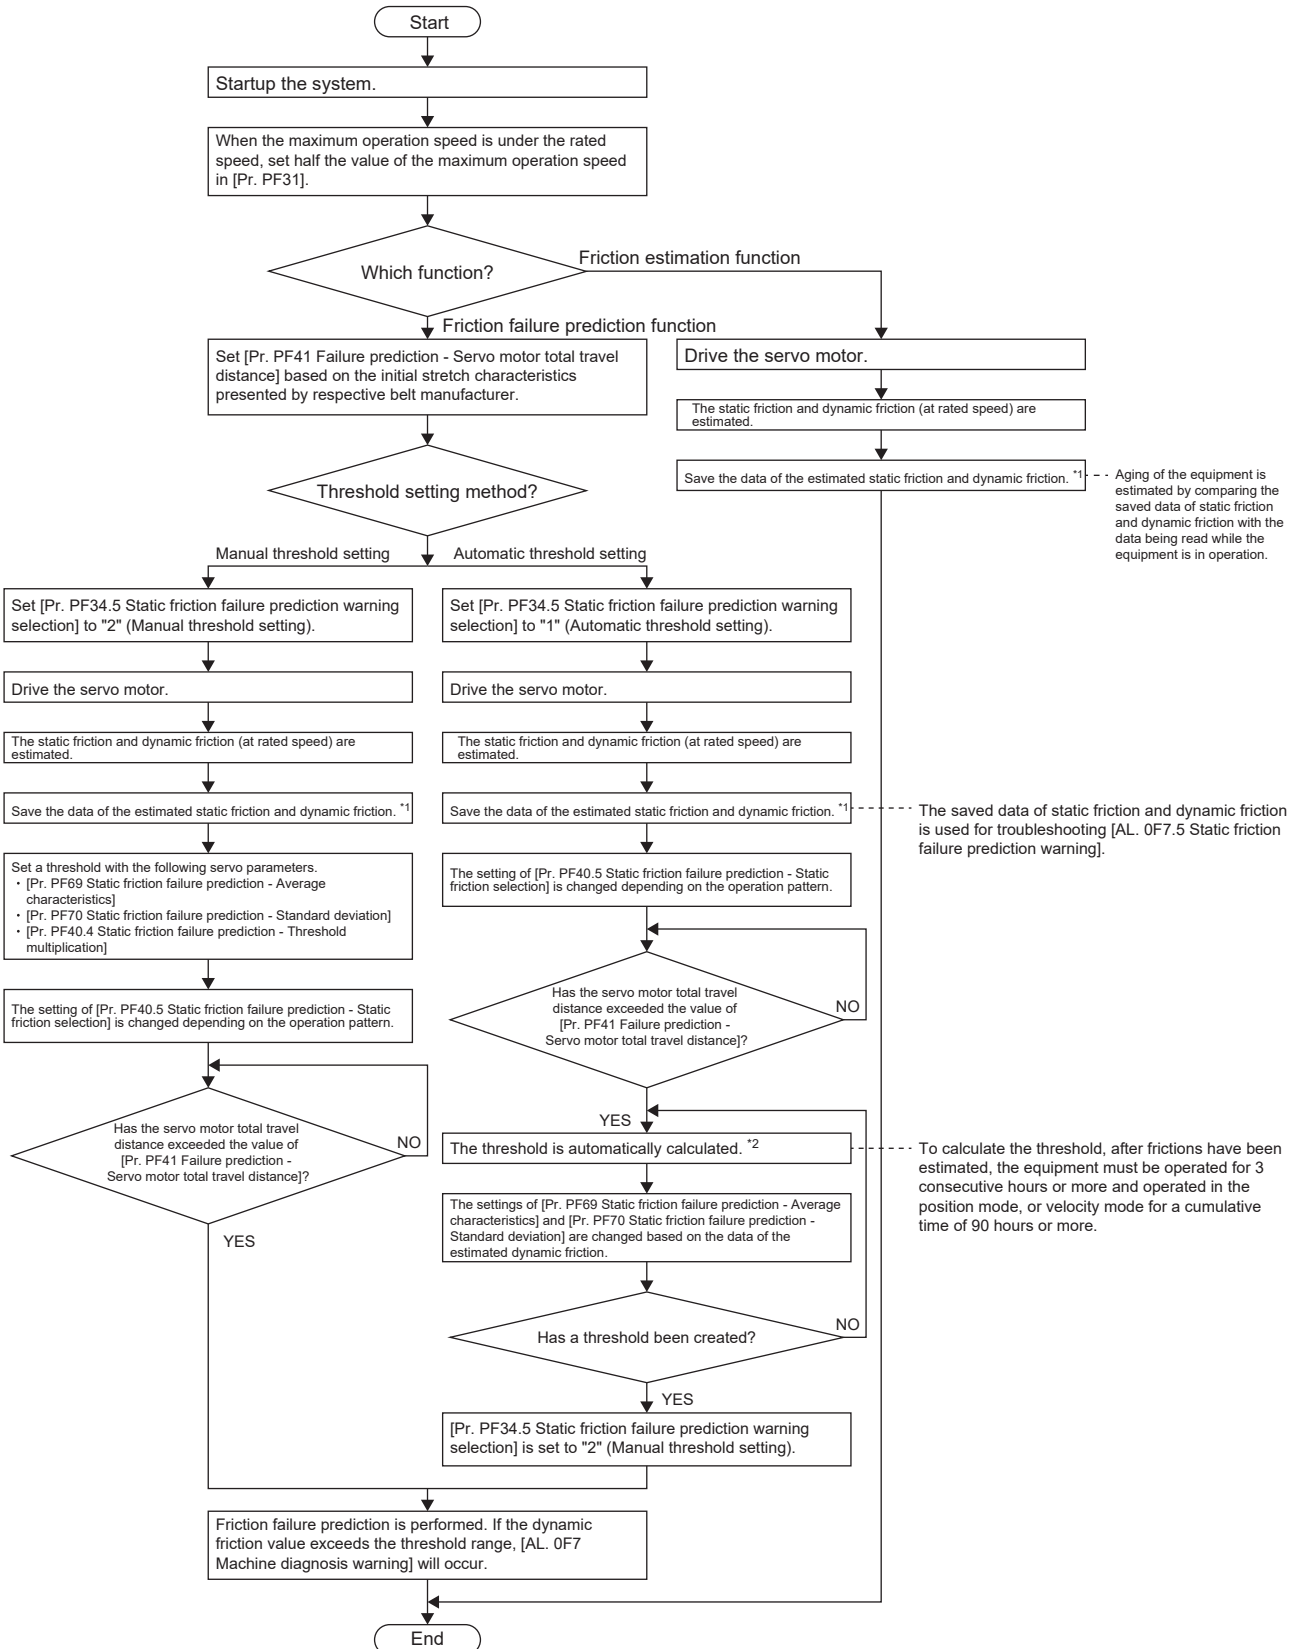 Start
Startup the system.
When the maximum operation speed is under the rated
speed, set half the value of the maximum operation speed
in [Pr. PF31].
Which function?
Friction estimation function
Friction failure prediction function
Set [Pr. PF41 Failure prediction - Servo motor total travel
distance] based on the initial stretch characteristics
presented by respective belt manufacturer.
Drive the servo motor.
The static friction and dynamic friction (at rated speed) are
estimated.
Save the data of the estimated static friction and dynamic friction. *1
Aging of the equipment is
estimated by comparing the
saved data of static friction
and dynamic friction with the
data being read while the
equipment is in operation.
Threshold setting method?
Manual threshold setting
Automatic threshold setting
Set [Pr. PF34.5 Static friction failure prediction warning
selection] to "2" (Manual threshold setting).
Drive the servo motor.
The static friction and dynamic friction (at rated speed) are
estimated.
Save the data of the estimated static friction and dynamic friction. *1
Set a threshold with the following servo parameters.
・[Pr. PF69 Static friction failure prediction - Average
characteristics]
・[Pr. PF70 Static friction failure prediction - Standard deviation]
・[Pr. PF40.4 Static friction failure prediction - Threshold
multiplication]
The setting of [Pr. PF40.5 Static friction failure prediction - Static
friction selection] is changed depending on the operation pattern.
Has the servo motor total travel
distance exceeded the value of
[Pr. PF41 Failure prediction -
Servo motor total travel distance]?
NO
YES
Set [Pr. PF34.5 Static friction failure prediction warning
selection] to "1" (Automatic threshold setting).
Drive the servo motor.
The static friction and dynamic friction (at rated speed) are
estimated.
Save the data of the estimated static friction and dynamic friction. *1
The saved data of static friction and dynamic friction
is used for troubleshooting [AL. 0F7.5 Static friction
failure prediction warning].
The setting of [Pr. PF40.5 Static friction failure prediction - Static
friction selection] is changed depending on the operation pattern.
Has the servo motor total travel
distance exceeded the value of
[Pr. PF41 Failure prediction -
Servo motor total travel distance]?
NO
YES
The threshold is automatically calculated. *2
To calculate the threshold, after frictions have been
estimated, the equipment must be operated for 3
consecutive hours or more and operated in the
position mode, or velocity mode for a cumulative
time of 90 hours or more.
The settings of [Pr. PF69 Static friction failure prediction - Average
characteristics] and [Pr. PF70 Static friction failure prediction -
Standard deviation] are changed based on the data of the
estimated dynamic friction.
Has a threshold been created?
NO
YES
[Pr. PF34.5 Static friction failure prediction warning
selection] is set to "2" (Manual threshold setting).
Friction failure prediction is performed. If the dynamic
friction value exceeds the threshold range, [AL. 0F7
Machine diagnosis warning] will occur.
End